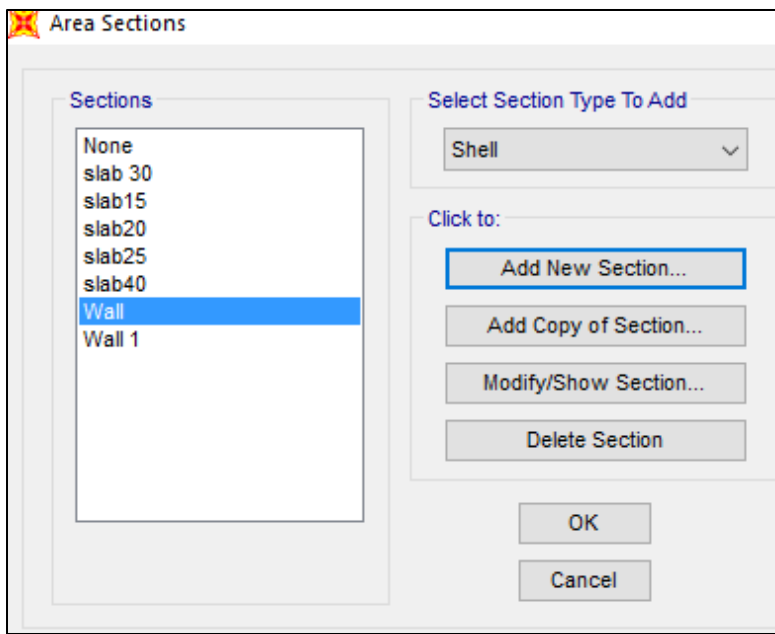 Area Sections
Sections
None
slab 30
slab15
slab20
slab25
slab40
Wall
Wall 1
Select Section Type To Add
Shell
Click to:
Add New Section...
Add Copy of Section...
Modify/Show Section...
Delete Section
OK
Cancel